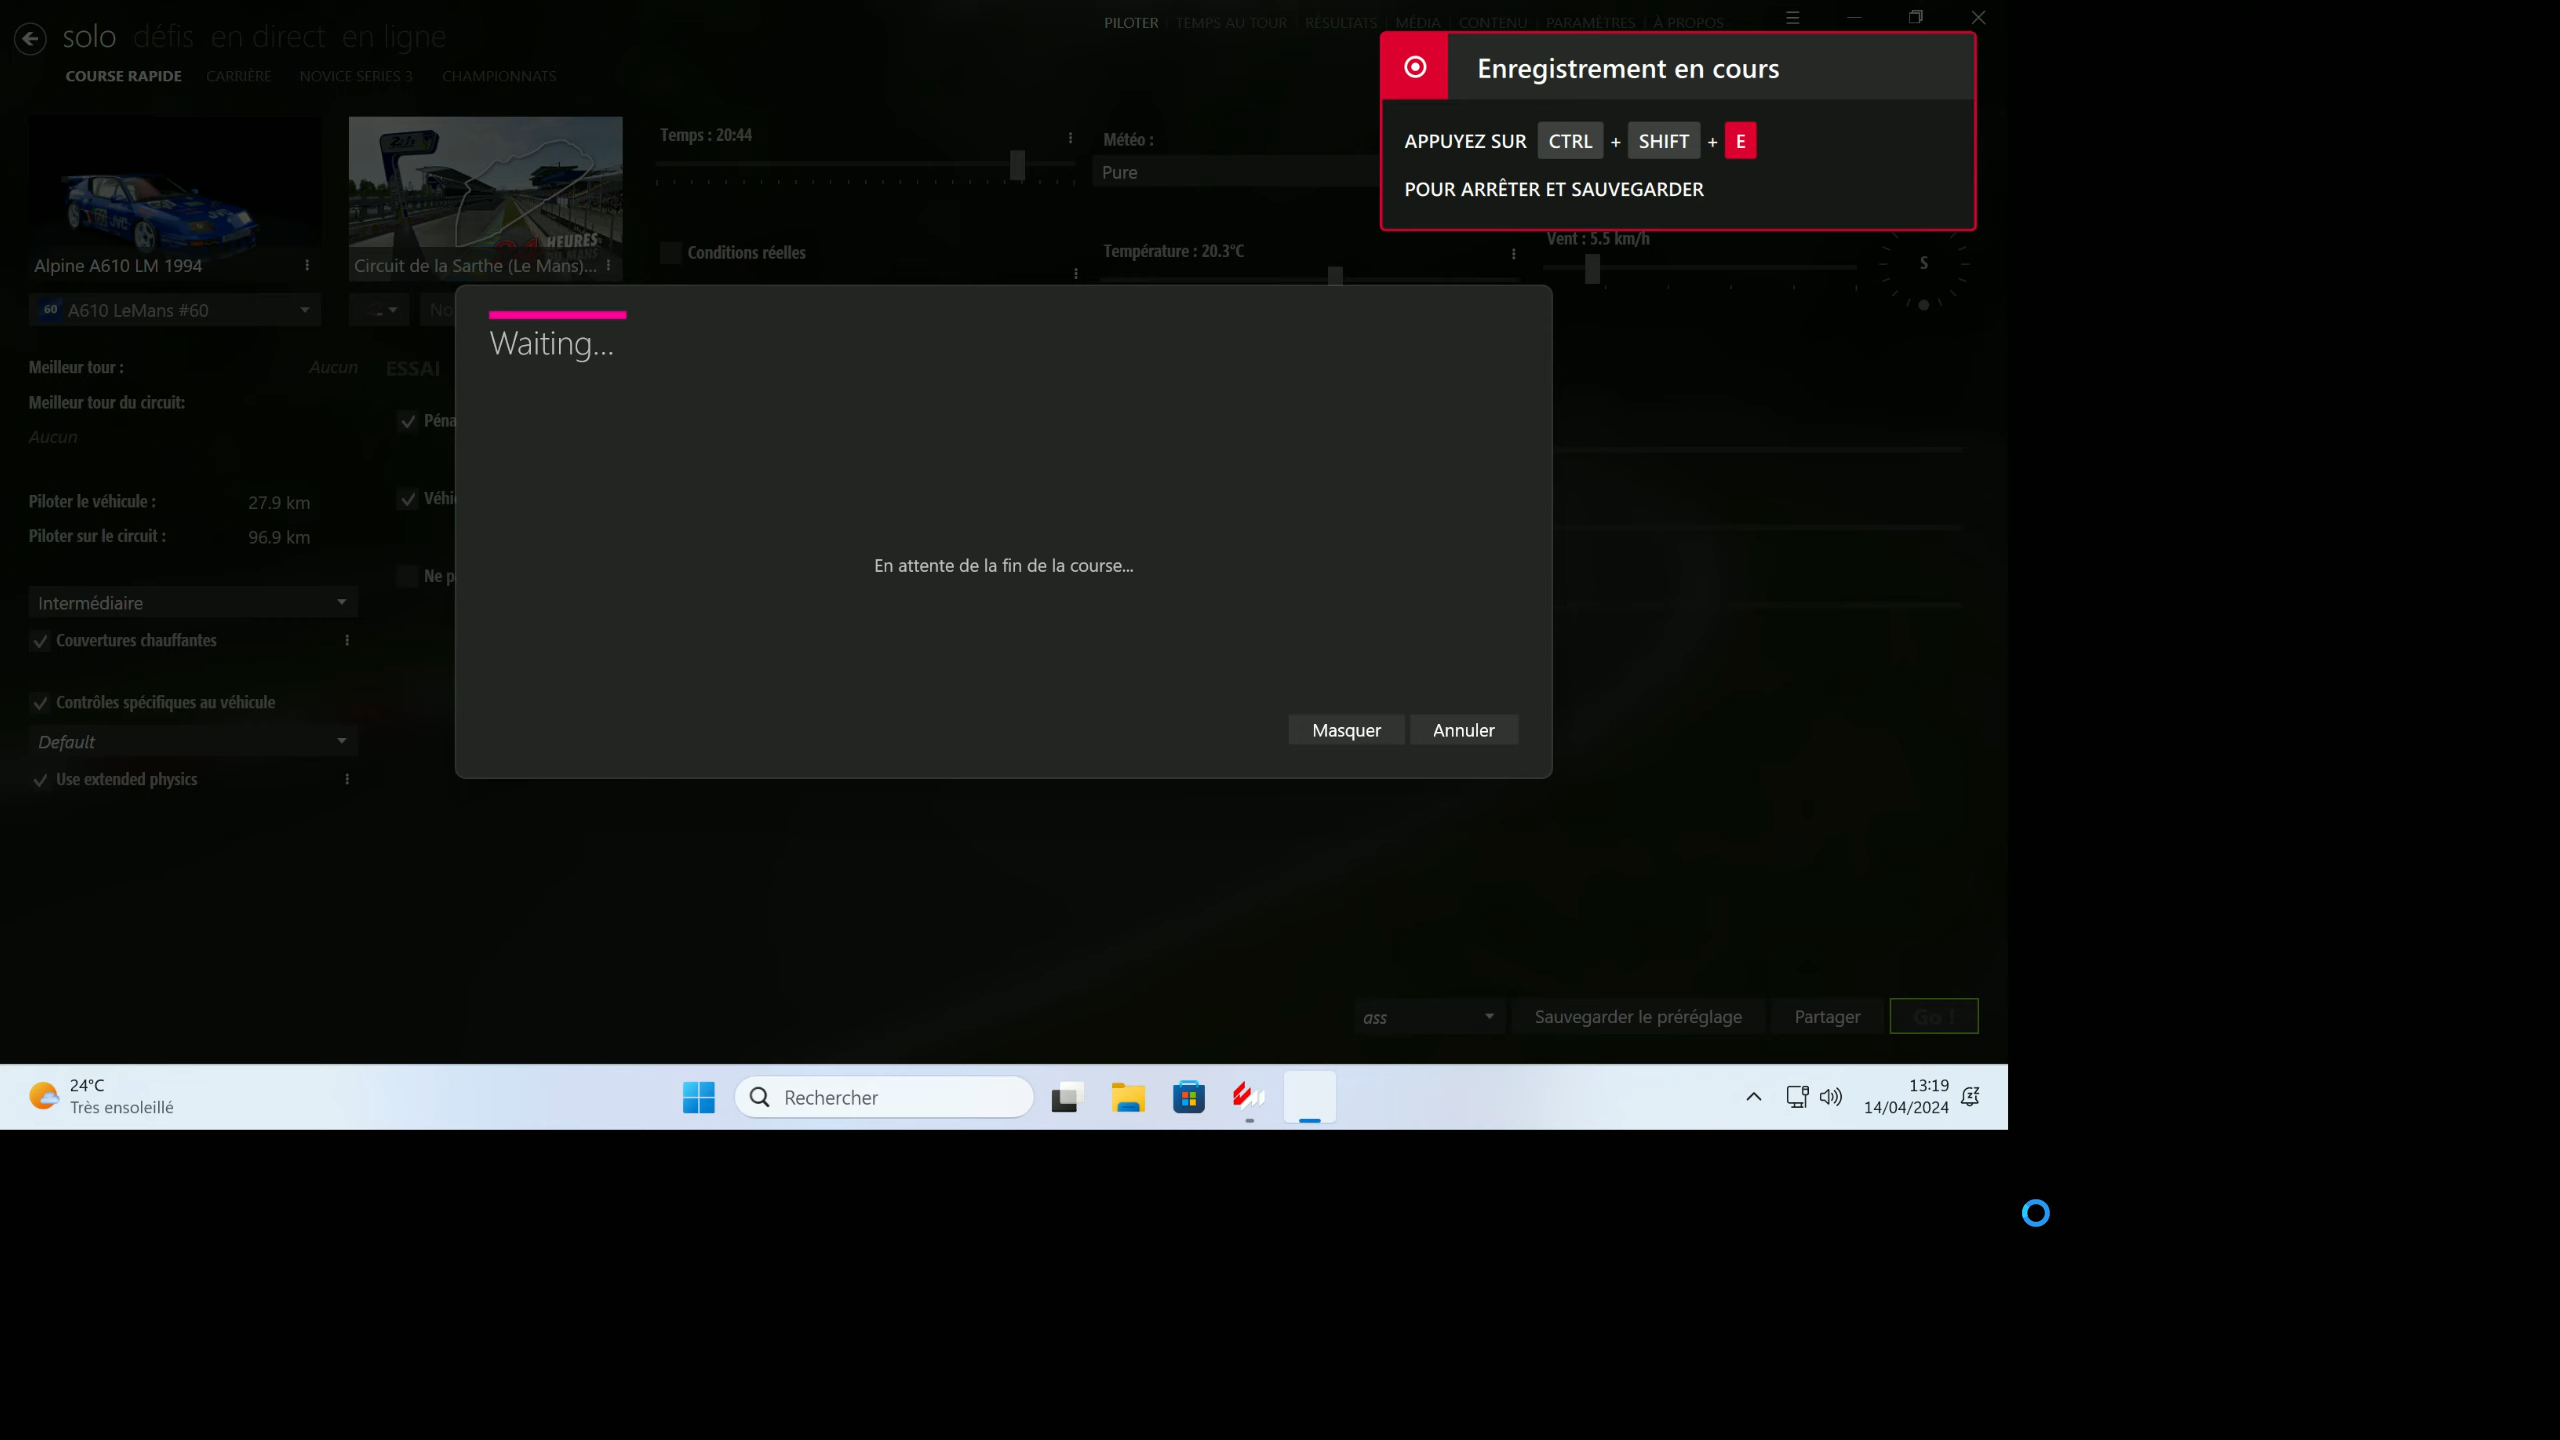 solo défis en direct en ligne
PILOTER TEMPS AU TOUR RÉSULTATS MÉDIA CONTENU PARAMÈTRES À PROPOS
COURSE RAPIDE CARRIÈRE NOVICE SERIES 3 CHAMPIONNATS
Enregistrement en cours
APPUYEZ SUR CTRL + SHIFT + E
POUR ARRÊTER ET SAUVEGARDER
Temps : 20:44
Météo :
Pure
Conditions réelles
Température : 20.3°C
Vent : 5.5 km/h
S
Alpine A610 LM 1994
Circuit de la Sarthe (Le Mans)...
60 A610 LeMans #60
No
Waiting...
Meilleur tour : Aucun
ESSAI
Meilleur tour du circuit:
Aucun
Péna
Piloter le véhicule : 27.9 km
Véhi
Piloter sur le circuit : 96.9 km
En attente de la fin de la course...
Ne p
Intermédiaire
Couvertures chauffantes
Contrôles spécifiques au véhicule
Default
Use extended physics
Masquer Annuler
ass Sauvegarder le préréglage Partager Go !
24°C
Très ensoleillé
Rechercher
13:19
14/04/2024